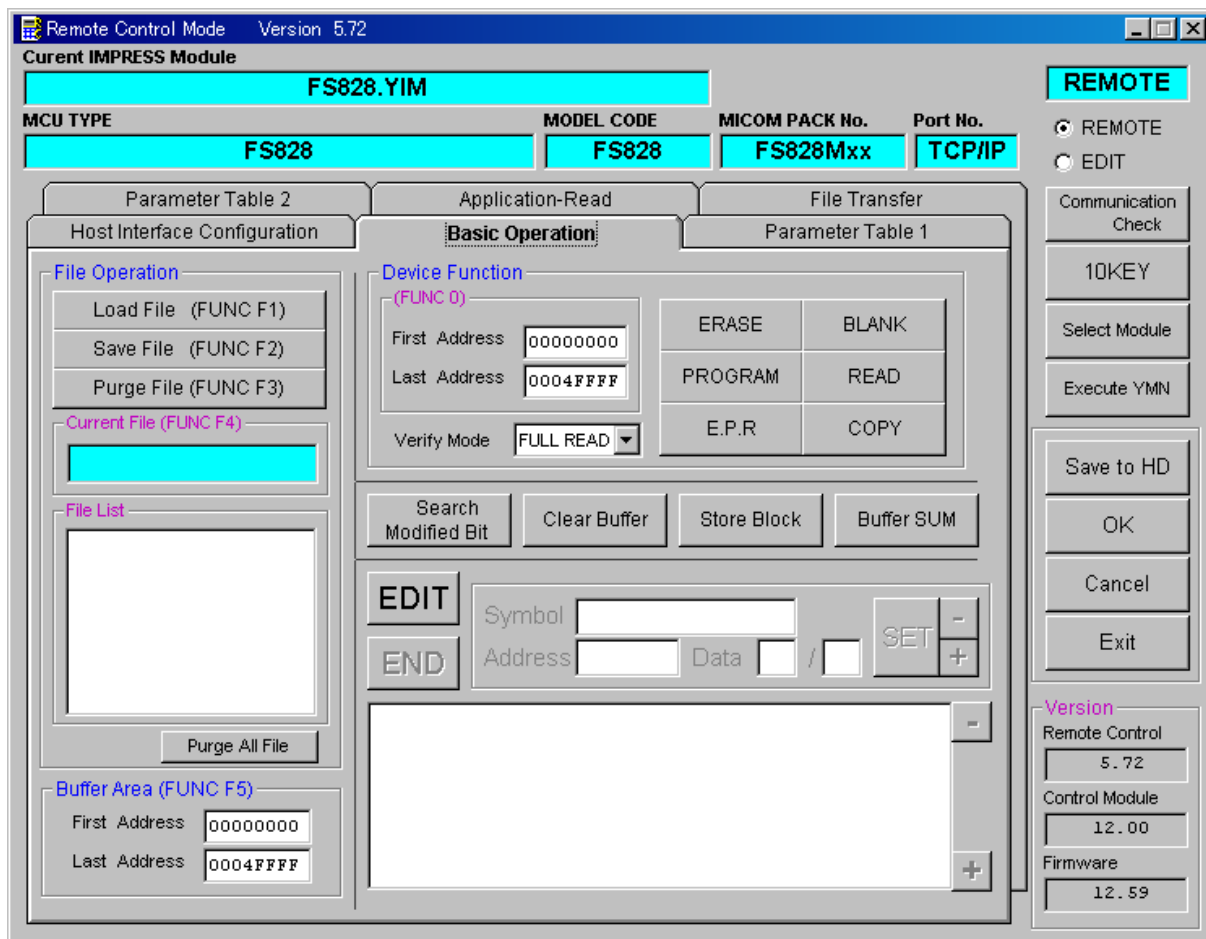 Remote Control Mode Version 5.72
Curent IMPRESS Module
FS828.YIM
REMOTE
MCU TYPE
MODEL CODE
MICOM PACK No.
Port No.
FS828
FS828
FS828Mxx
TCP/IP
REMOTE
EDIT
Parameter Table 2
Application-Read
File Transfer
Host Interface Configuration
Basic Operation
Parameter Table 1
File Operation
Load File (FUNC F1)
Save File (FUNC F2)
Purge File (FUNC F3)
Current File (FUNC F4)
File List
Purge All File
Buffer Area (FUNC F5)
First Address 00000000
Last Address 0004FFFF
Device Function
(FUNC 0)
First Address 00000000
Last Address 0004FFFF
Verify Mode FULL READ
ERASE
BLANK
PROGRAM
READ
E.P.R
COPY
Search
Modified Bit
Clear Buffer
Store Block
Buffer SUM
EDIT
END
Symbol
Address
Data /
SET
-
+
-
+
Communication
Check
10KEY
Select Module
Execute YMN
Save to HD
OK
Cancel
Exit
Version
Remote Control
5.72
Control Module
12.00
Firmware
12.59